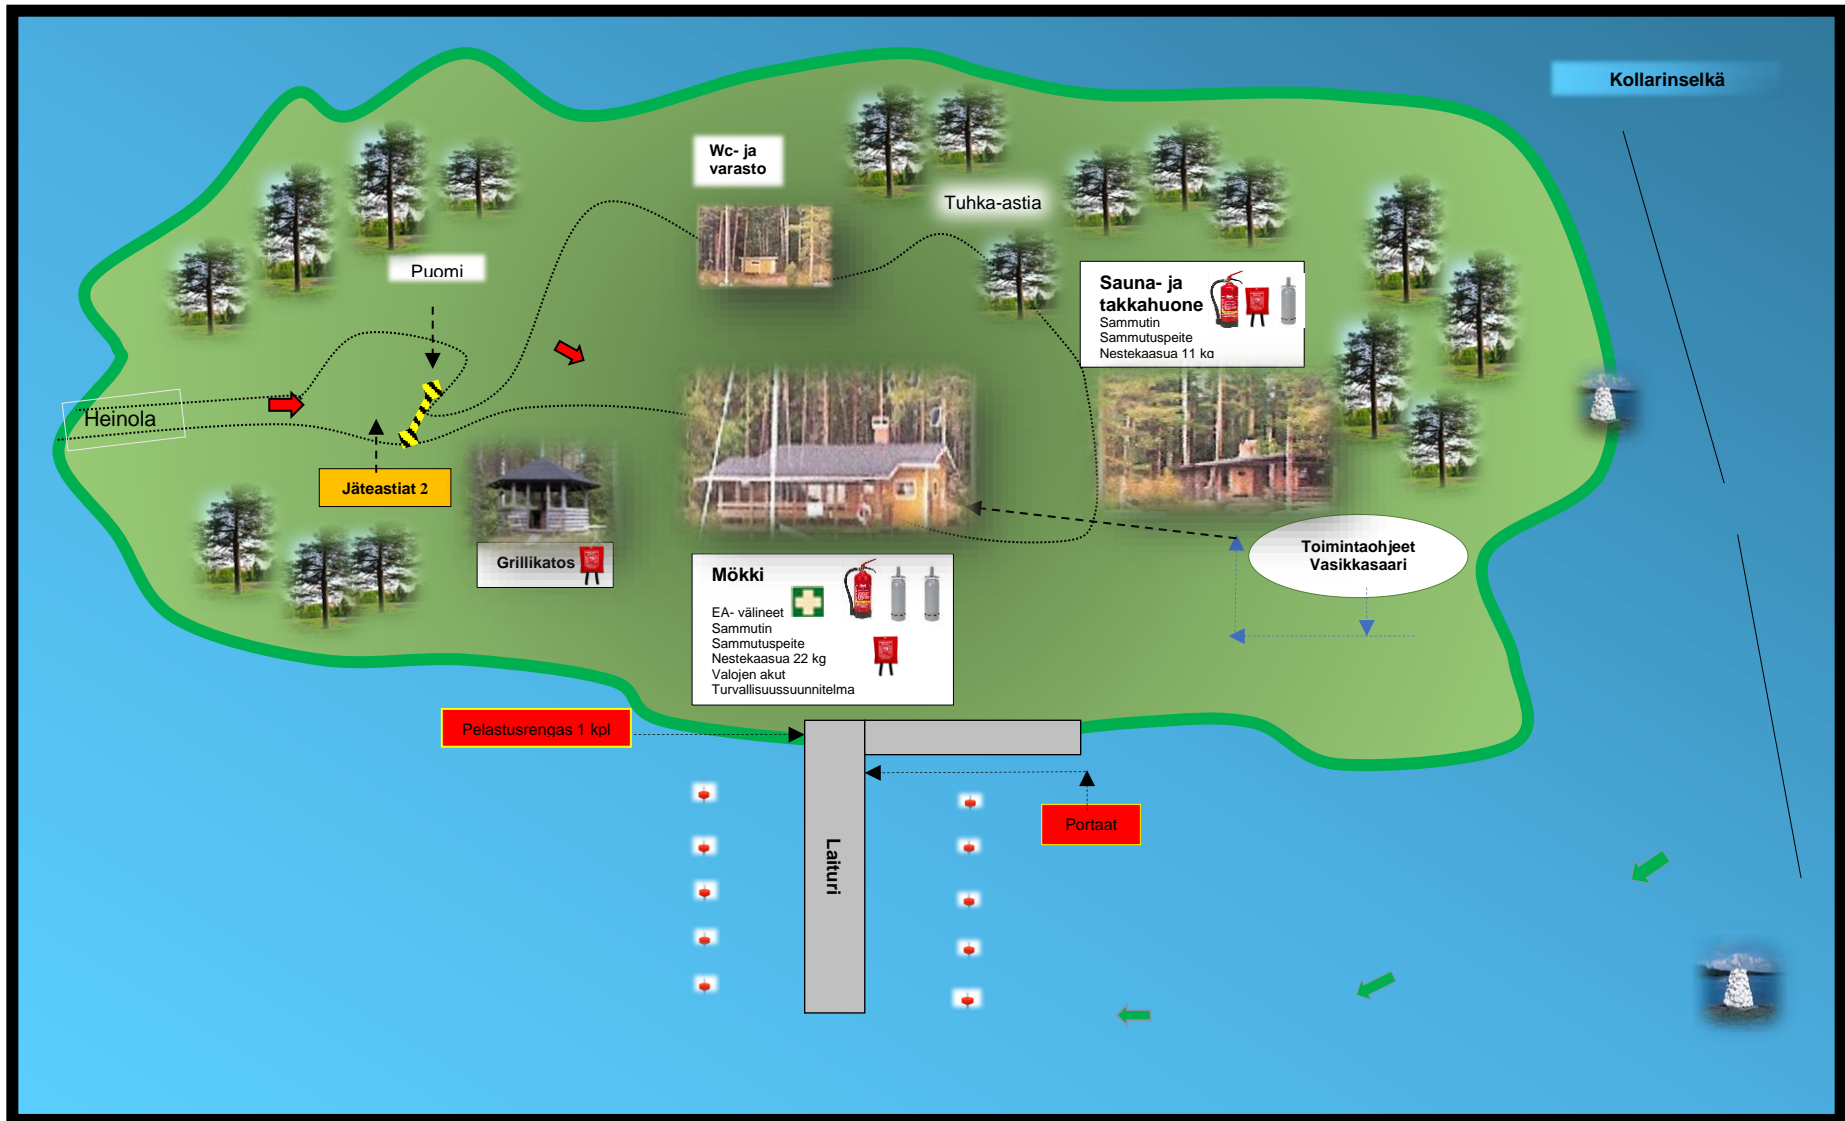 Kollarinselkä
Wc- ja
varasto
Tuhka-astia
Puomi
Sauna- ja
takkahuone
Sammutin
Sammutuspeite
Nestekaasua 11 kg
Heinola
Jäteastiat 2
Grillikatos
Toimintaohjeet
Vasikkasaari
Mökki
EA- välineet
Sammutin
Sammutuspeite
Nestekaasua 22 kg
Valojen akut
Turvallisuussuunnitelma
Pelastusrengas 1 kpl
Portaat
Laituri